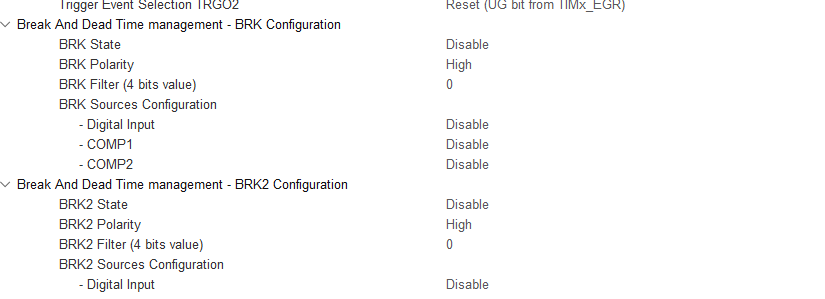 Trigger Event Selection TRGO2 Reset (UG bit from TIMx_EGR)
Break And Dead Time management - BRK Configuration
BRK State Disable
BRK Polarity High
BRK Filter (4 bits value) 0
BRK Sources Configuration
- Digital Input Disable
- COMP1 Disable
- COMP2 Disable
Break And Dead Time management - BRK2 Configuration
BRK2 State Disable
BRK2 Polarity High
BRK2 Filter (4 bits value) 0
BRK2 Sources Configuration
- Digital Input Disable